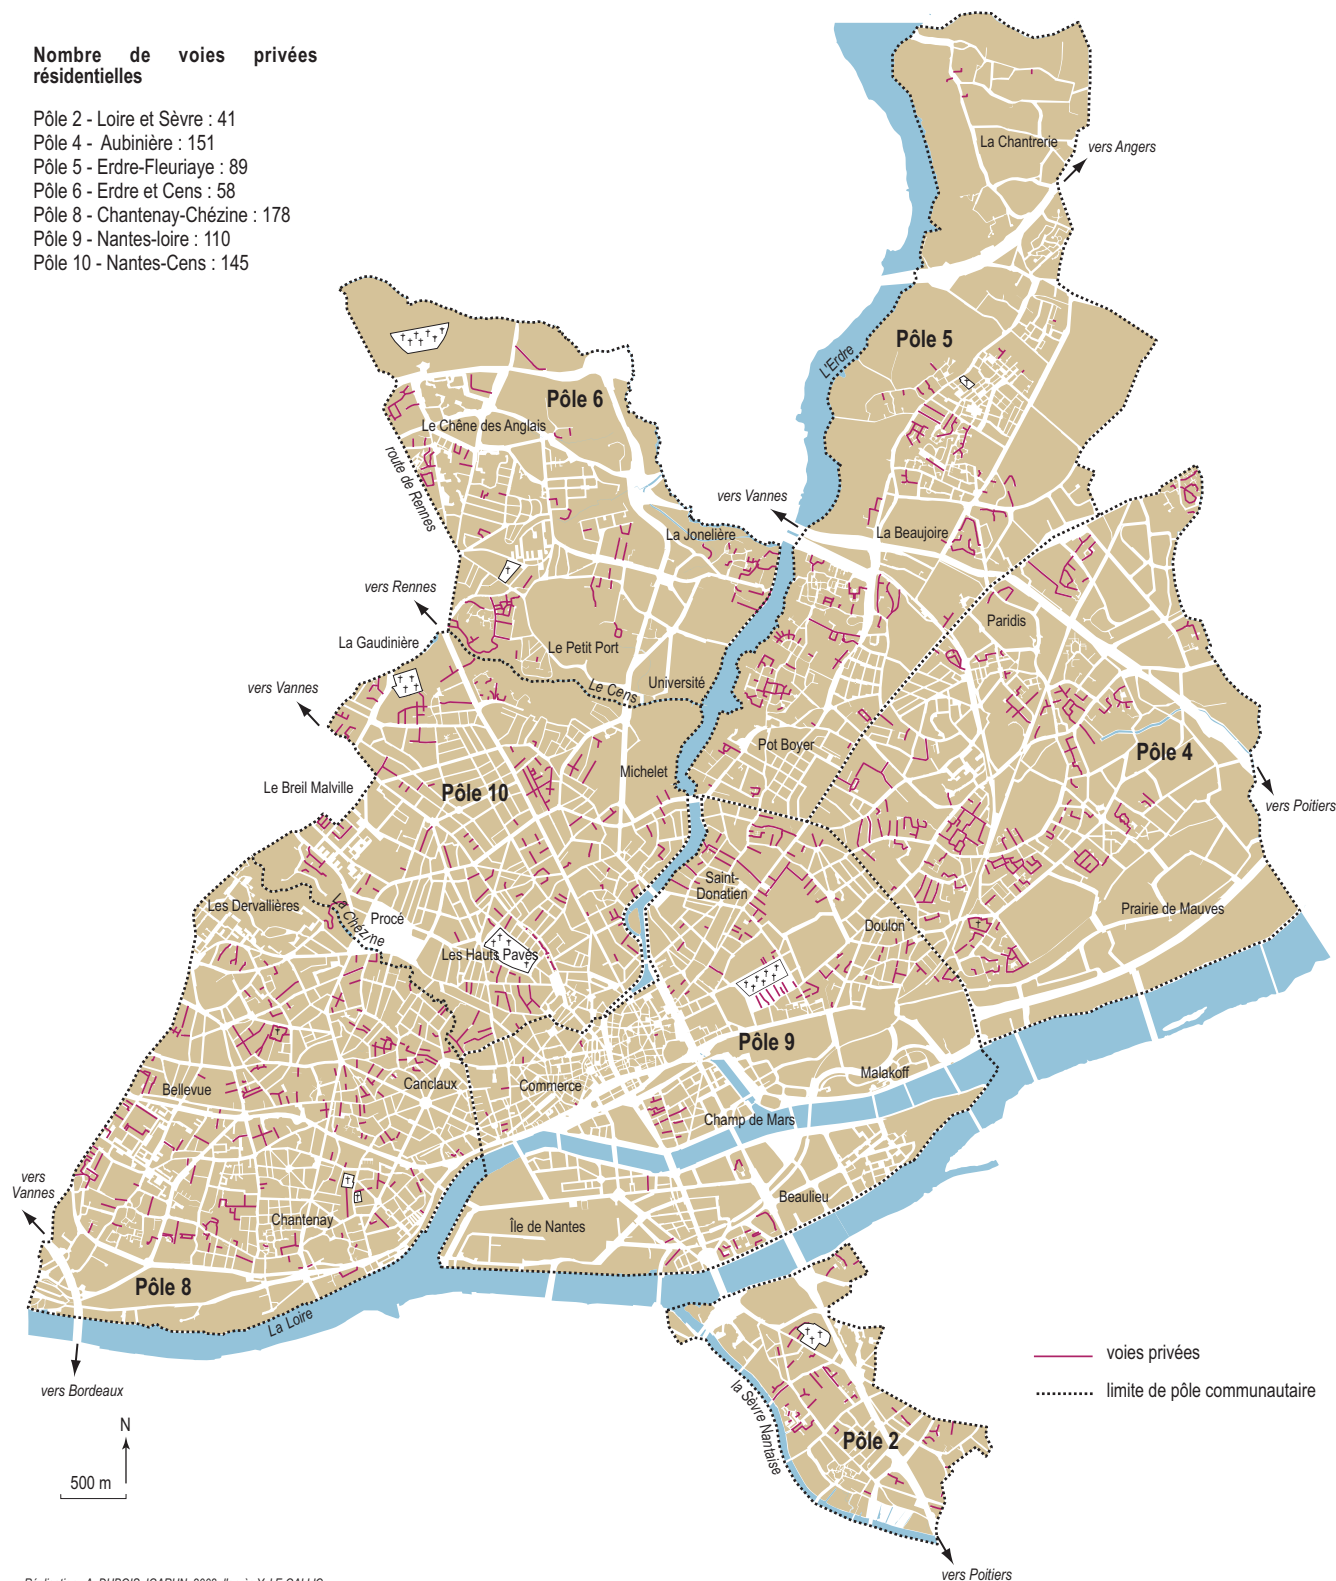 Nombre de voies privées
résidentielles
Pôle 2 - Loire et Sèvre : 41
Pôle 4 - Aubinière : 151
Pôle 5 - Erdre-Fleuriaye : 89
Pôle 6 - Erdre et Cens : 58
Pôle 8 - Chantenay-Chézine : 178
Pôle 9 - Nantes-loire : 110
Pôle 10 - Nantes-Cens : 145
La Chantrerie
vers Angers
Pôle 5
L'Erdre
Pôle 6
Le Chêne des Anglais
route de Rennes
vers Vannes
La Jonelière
La Beaujoire
vers Rennes
La Gaudinière
Paridis
Le Petit Port
Université
Le Cens
vers Vannes
Pot Boyer
Pôle 4
Michelet
Le Breil Malville
Pôle 10
vers Poitiers
Saint-
Donatien
Les Dervallières
La Chézine
Procé
Prairie de Mauves
Doulon
Les Hauts Pavés
Pôle 9
Malakoff
Bellevue
Canclaux
Commerce
Champ de Mars
vers
Vannes
Beaulieu
Chantenay
Île de Nantes
Pôle 8
La Loire
vers Bordeaux
voies privées
limite de pôle communautaire
la Sèvre Nantaise
Pôle 2
N
500 m
vers Poitiers